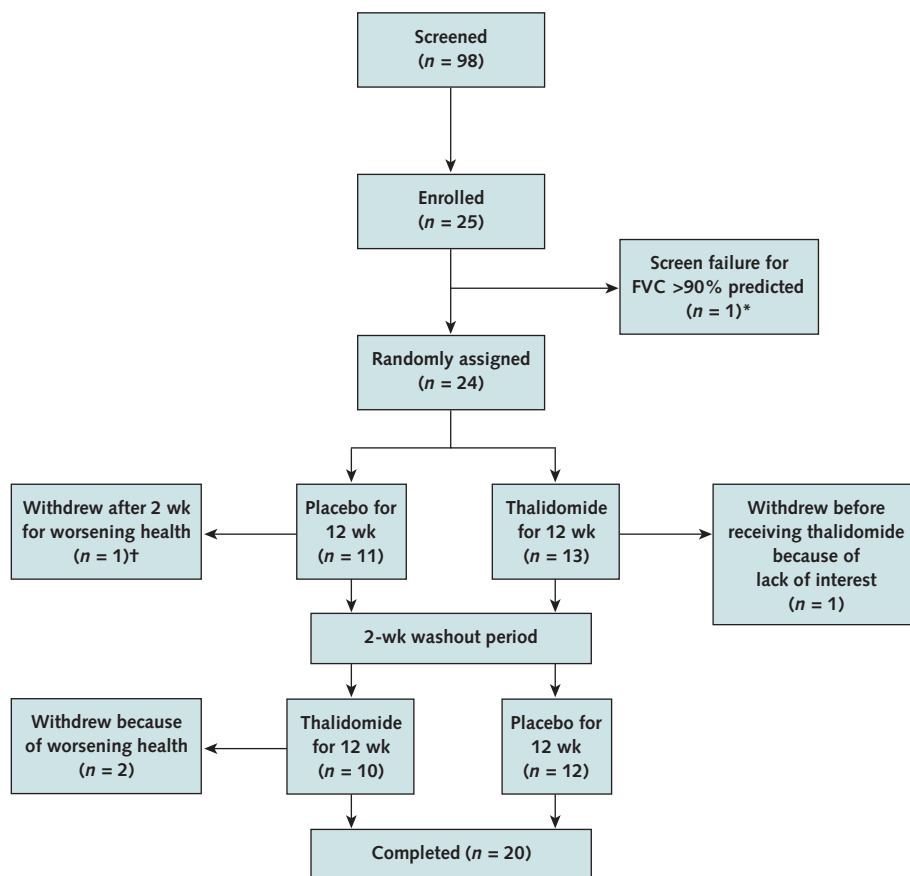 Screened
(n = 98)
Enrolled
(n = 25)
Screen failure for
FVC >90% predicted
(n = 1)*
Randomly assigned
(n = 24)
Withdrew after 2 wk
for worsening health
(n = 1)†
Placebo for
12 wk
(n = 11)
Thalidomide
for 12 wk
(n = 13)
Withdrew before
receiving thalidomide
because of
lack of interest
(n = 1)
2-wk washout period
Withdrew because
of worsening health
(n = 2)
Thalidomide
for 12 wk
(n = 10)
Placebo for
12 wk
(n = 12)
Completed (n = 20)